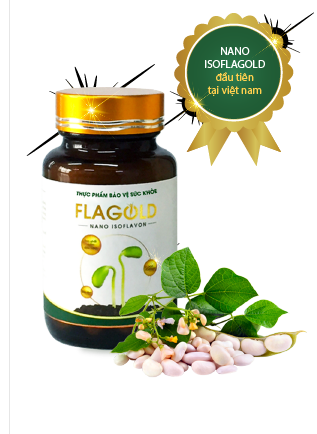 NANO
ISOFLAGOLD
đầu tiên
tại việt nam
THỰC PHẨM BẢO VỆ SỨC KHỎE
FLAGOLD
NANO ISOFLAVON